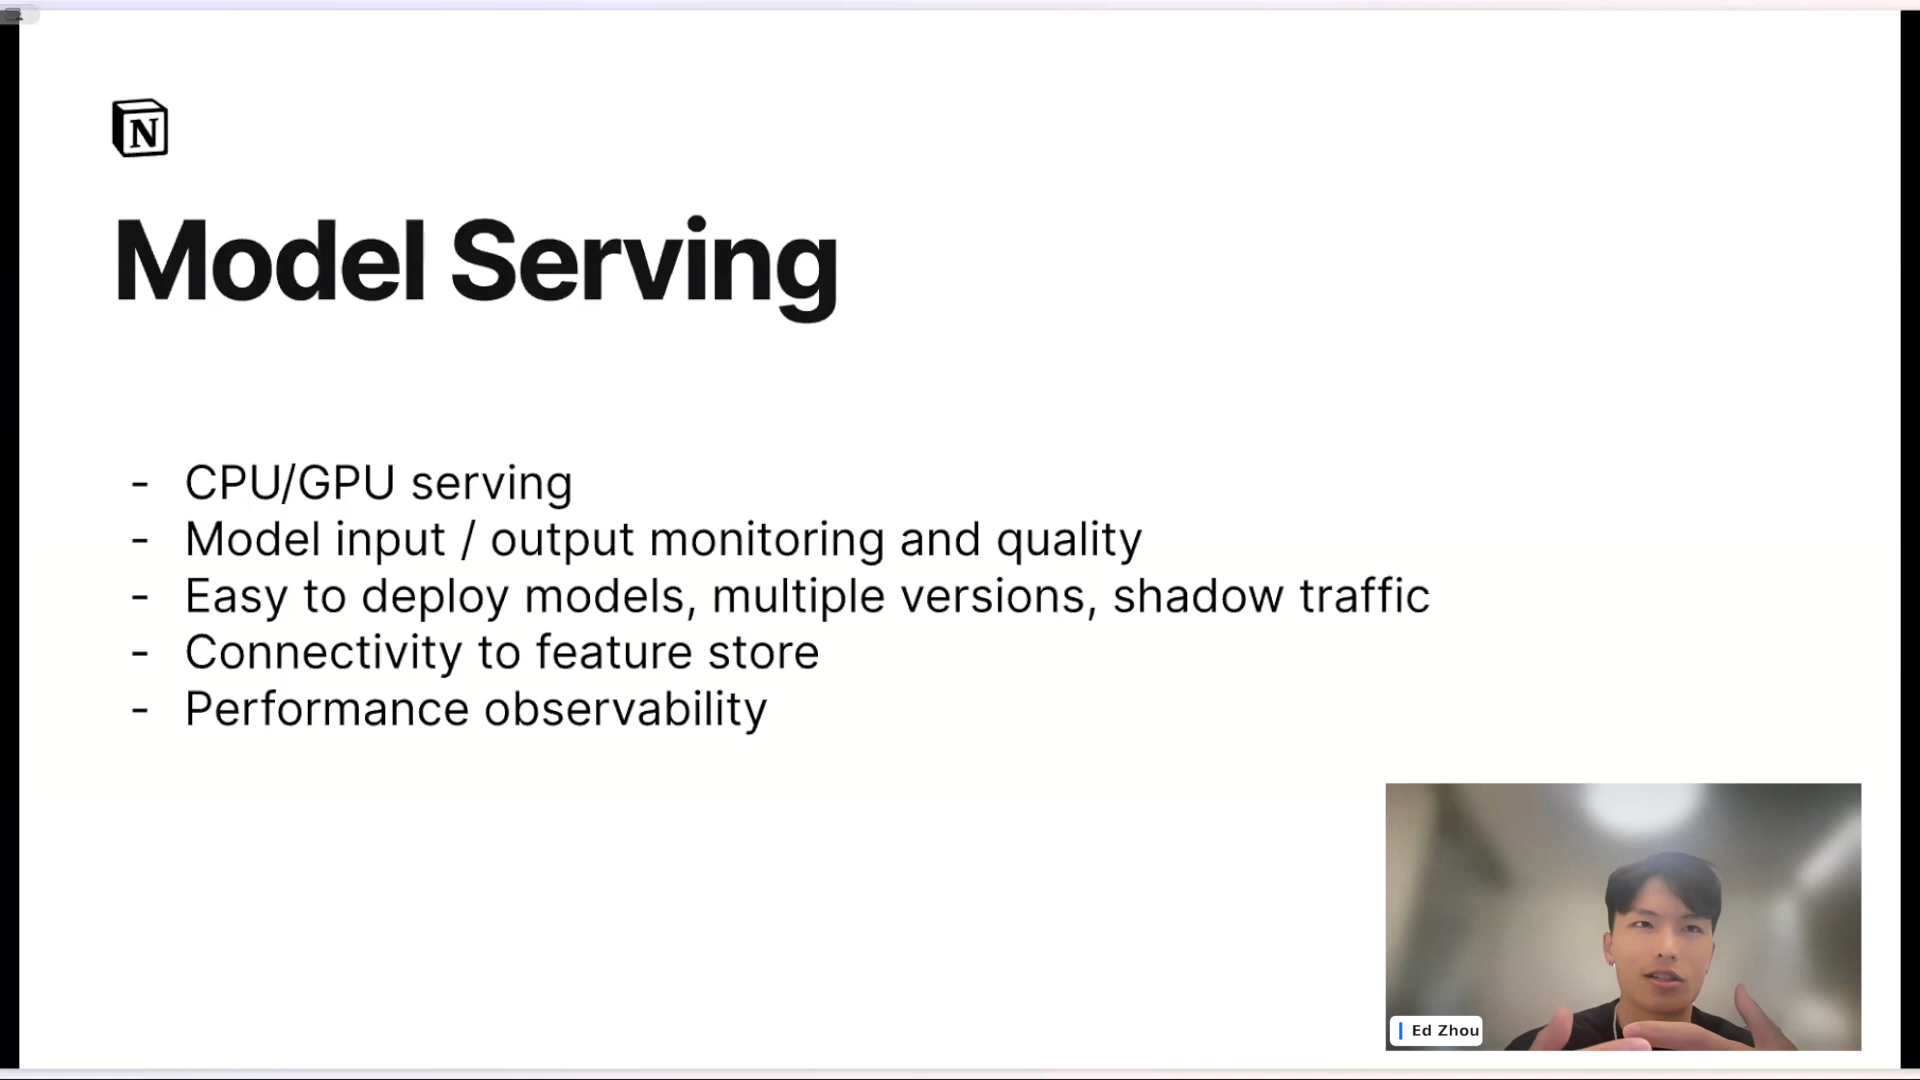 N
Model Serving
- CPU/GPU serving
- Model input / output monitoring and quality
- Easy to deploy models, multiple versions, shadow traffic
- Connectivity to feature store
- Performance observability
Ed Zhou